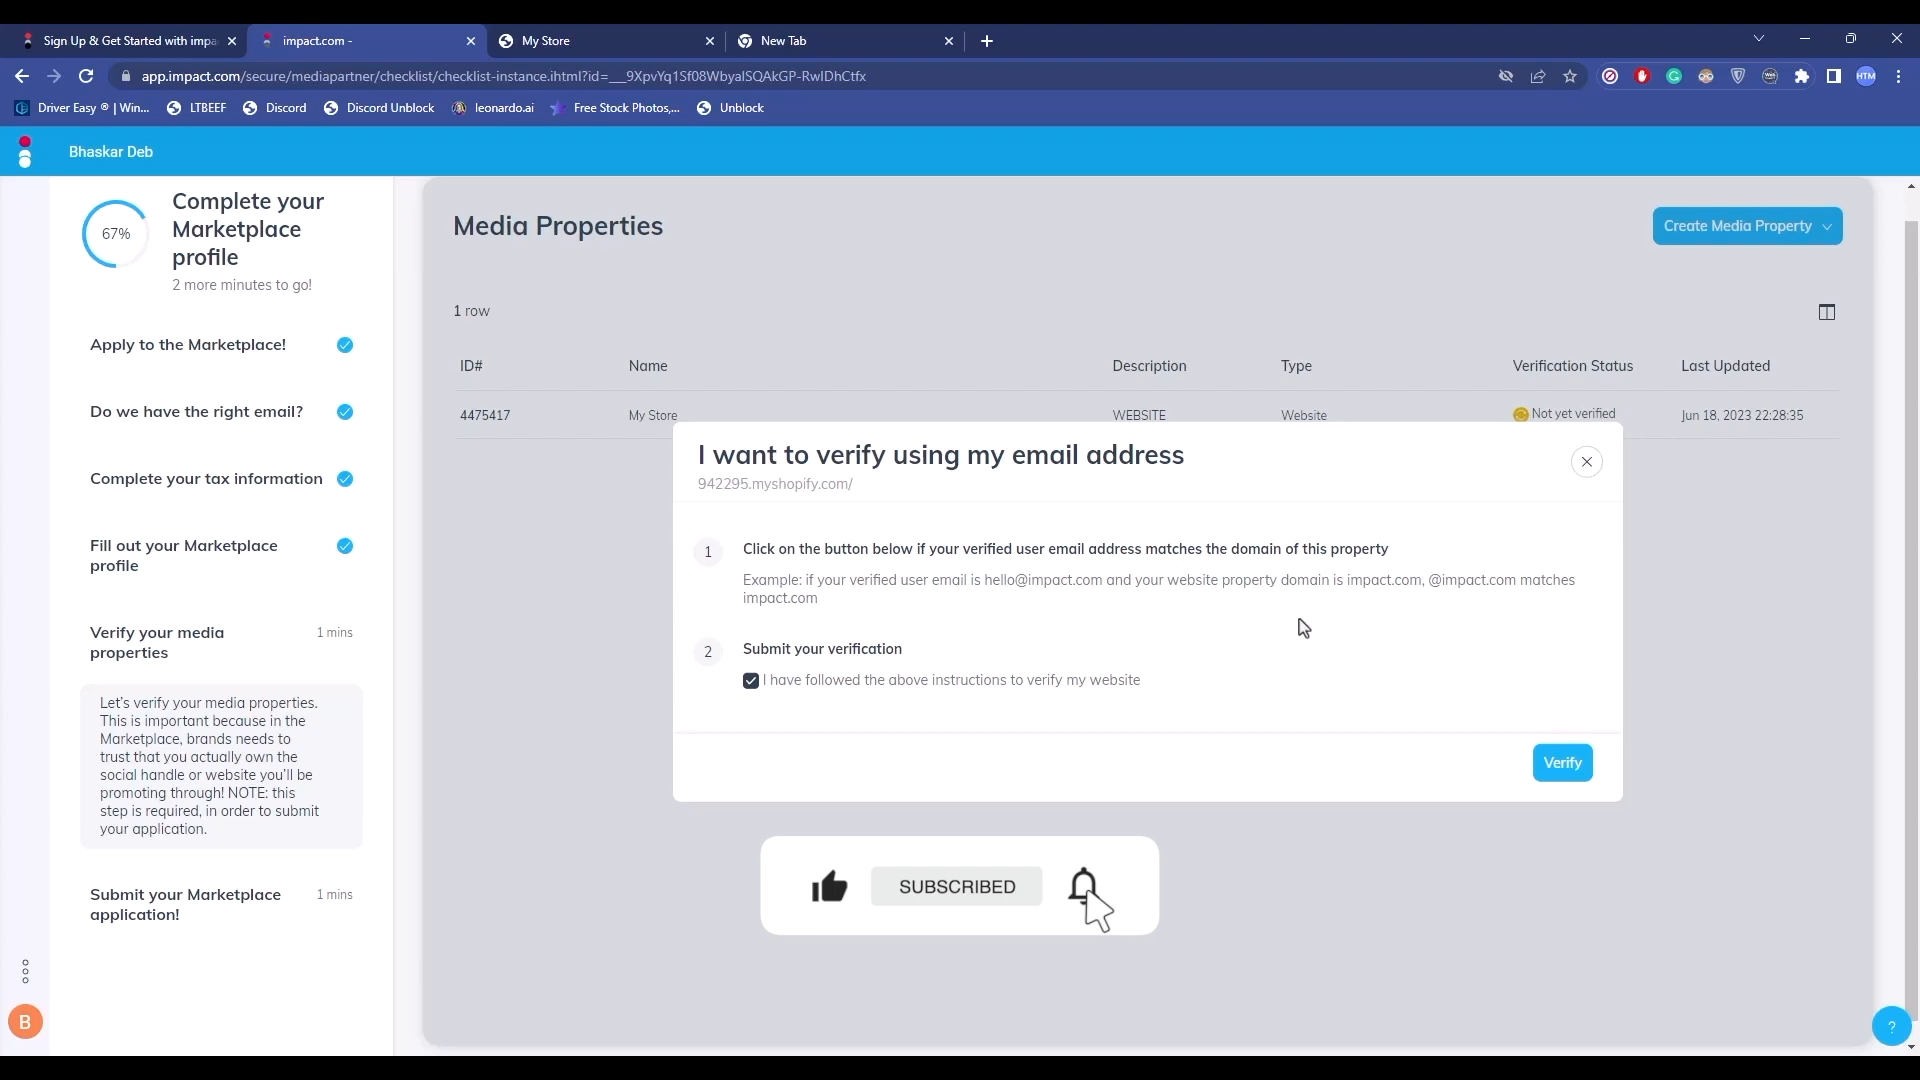 Sign Up & Get Started with impa
impact.com -
My Store
New Tab
app.impact.com/secure/mediapartner/checklist/checklist-instance.ihtml?id=__9XpvYq1Sf08WbyalSQAkGP-RwIDhCtfx
HTM
Driver Easy ® | Win...
LTBEEF
Discord
Discord Unblock
leonardo.ai
Free Stock Photos,...
Unblock
Bhaskar Deb
67%
Complete your
Marketplace
profile
2 more minutes to go!
Apply to the Marketplace!
Do we have the right email?
Complete your tax information
Fill out your Marketplace
profile
Verify your media
properties
1 mins
Let's verify your media properties.
This is important because in the
Marketplace, brands needs to
trust that you actually own the
social handle or website you'll be
promoting through! NOTE: this
step is required, in order to submit
your application.
Submit your Marketplace
application!
1 mins
B
Media Properties
Create Media Property
1 row
ID#
Name
Description
Type
Verification Status
Last Updated
4475417
My Store
WEBSITE
Website
Not yet verified
Jun 18, 2023 22:28:35
I want to verify using my email address
942295.myshopify.com/
1
Click on the button below if your verified user email address matches the domain of this property
Example: if your verified user email is hello@impact.com and your website property domain is impact.com, @impact.com matches
impact.com
2
Submit your verification
I have followed the above instructions to verify my website
Verify
SUBSCRIBED
?